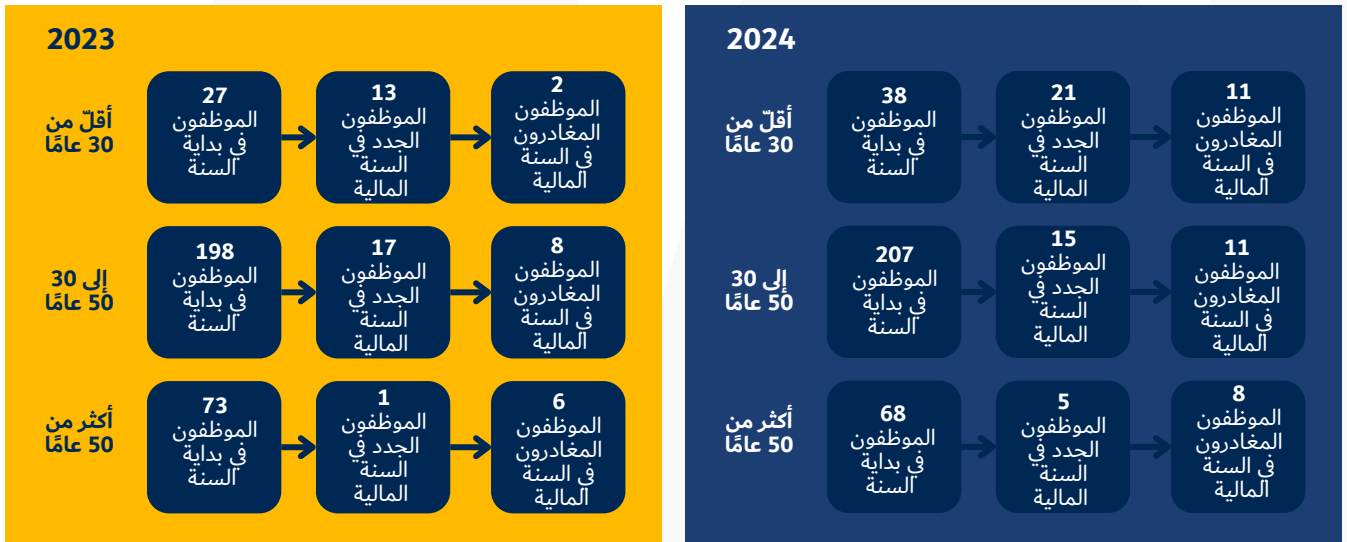 2023
أقلّ من
30 عامًا
27
الموظفون
في بداية
السنة
13
الموظفون
الجدد في
السنة
المالية
2
الموظفون
المغادرون
في السنة
المالية
30 إلى
50 عامًا
198
الموظفون
في بداية
السنة
17
الموظفون
الجدد في
السنة
المالية
8
الموظفون
المغادرون
في السنة
المالية
أكثر من
50 عامًا
73
الموظفون
في بداية
السنة
1
الموظفون
الجدد في
السنة
المالية
6
الموظفون
المغادرون
في السنة
المالية
2024
أقلّ من
30 عامًا
38
الموظفون
في بداية
السنة
21
الموظفون
الجدد في
السنة
المالية
11
الموظفون
المغادرون
في السنة
المالية
30 إلى
50 عامًا
207
الموظفون
في بداية
السنة
15
الموظفون
الجدد في
السنة
المالية
11
الموظفون
المغادرون
في السنة
المالية
أكثر من
50 عامًا
68
الموظفون
في بداية
السنة
5
الموظفون
الجدد في
السنة
المالية
8
الموظفون
المغادرون
في السنة
المالية